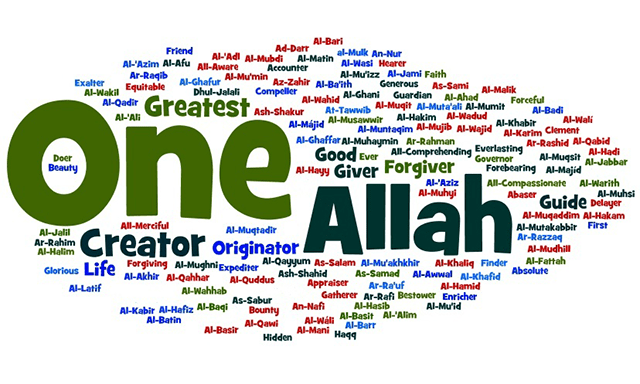 Al-Bari
Friend Ad-Darr Al-Matin al-Mulk An-Nur
Al-'Azim Al-Afu Al-'Adl Al-Mubdi Al-Wasi Hearer
Ar-Raqib All-Aware Accounter Al-Mu'izz Al-Jami Faith
Exalter Equitable Al-Ghafur Al-Mu'min Az-Zahir Al-Ba'ith Generous As-Sami
Al-Wakil Dhul-Jalali Compeller Al-Ghani Guardian Al-Ahad Al-Malik
Al-Qadir Greatest Al-Wahid At-Tawwib Al-Muqit Al-Muta'ali Al-Mumit Forceful
Al-'Ali Ash-Shakur Al-Musawwir Al-Hakim Al-Wadud Al-Badi
One Al-Májid Al-Muntaqim Al-Mujib Al-Wajid Al-Khabir Al-Walí
Al-Ghaffar Al-Muhaymin Ar-Rahman Al-Karim Clement
Good Ever All-Comprehending Everlasting Ar-Rashid Al-Qabid
Doer Al-Hayy Giver Forgiver Governor Al-Muqsit Al-Hadi
Beauty Forebearing Al-Majíd Al-Jabbar
Allah Al-'Aziz All-Compassionate Al-Warith
Al-Muhyi Abaser Guide Al-Muhsi
Delayer
All-Merciful Al-Muqtadir Al-Muqaddim Al-Hakam
Al-Jalil Creator Originator Al-Mutakabbir First
Ar-Rahim Ar-Razzaq
Al-Halim Al-Mudhill
Forgiving Al-Mughni Al-Qayyum As-Salam Al-Mu'akhkhir Al-Khaliq Finder Al-Fattah
Glorious Life Expediter Ash-Shahid As-Samad Al-Awwal Al-Khafid Absolute
Al-Akhir Al-Qahhar Al-Quddus Appraiser Ar-Ra'uf Al-Hamid
Al-Latif Al-Wahhab Gatherer Ar-Rafi Bestower Enricher
As-Sabur An-Nafi Al-Hasib Al-Mu'id
Al-Kabir Al-Hafiz Al-Baqi Bounty Al-Wáli Al-Basit Al-'Alim
Al-Batin Al-Qawi Al-Barr
Al-Basir Al-Mani Haqq
Hidden